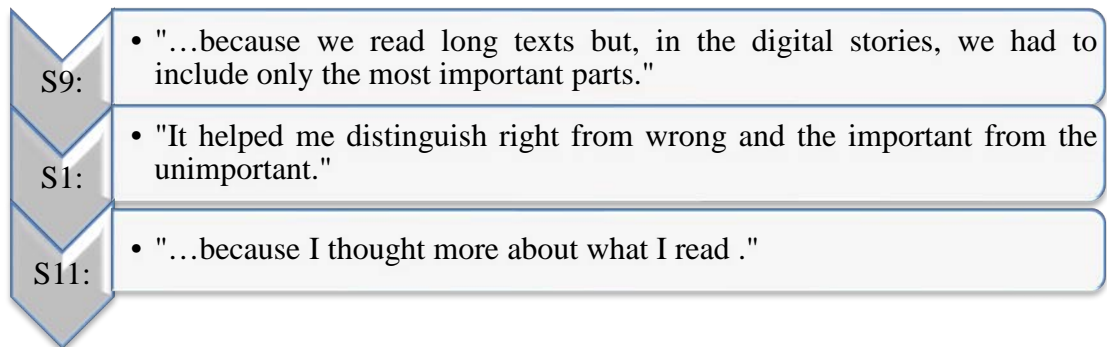 S9:
• "…because we read long texts but, in the digital stories, we had to
include only the most important parts."
S1:
• "It helped me distinguish right from wrong and the important from the
unimportant."
S11:
• "…because I thought more about what I read ."